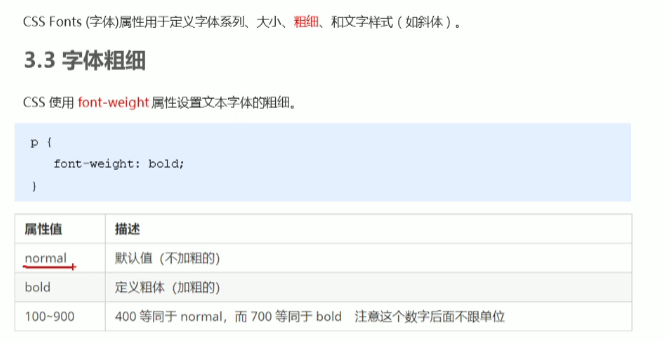 CSS Fonts (字体)属性用于定义字体系列、大小、粗细、和文字样式（如斜体）。
3.3 字体粗细
CSS 使用 font-weight 属性设置文本字体的粗细。
p {
font-weight: bold;
}
属性值 描述
normal 默认值（不加粗的）
bold 定义粗体（加粗的）
100~900 400 等同于 normal，而 700 等同于 bold 注意这个数字后面不跟单位